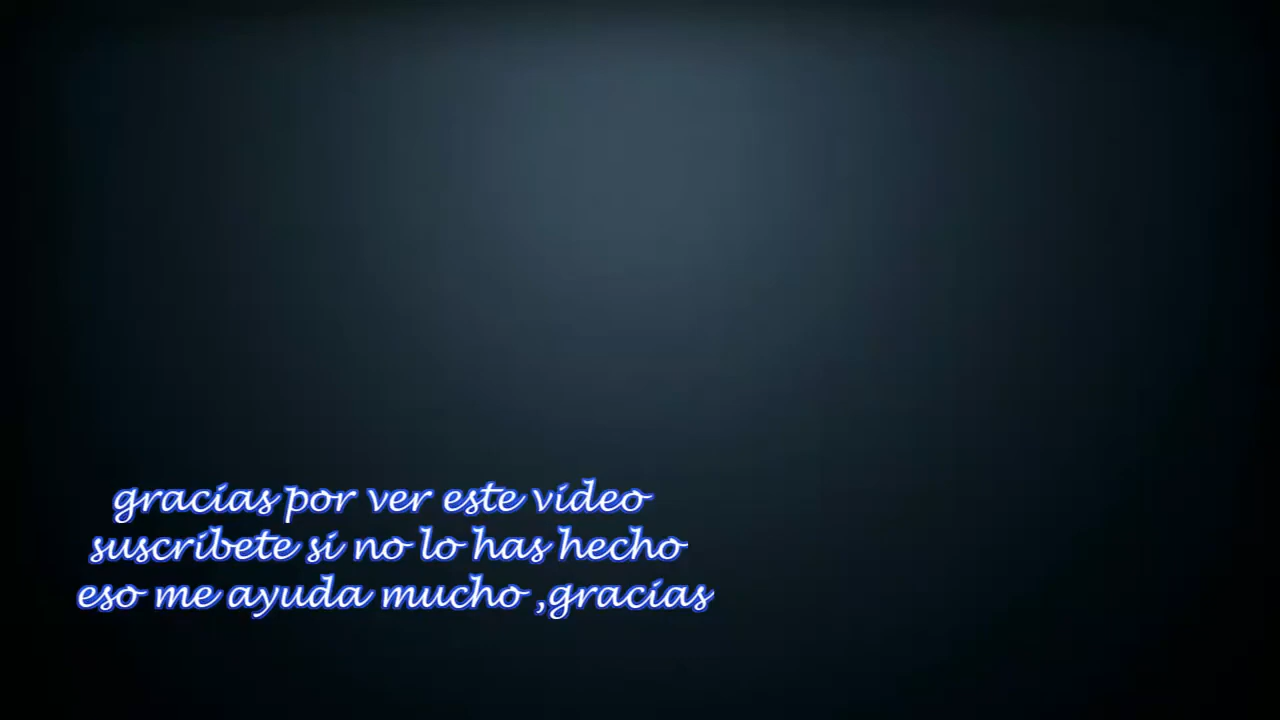 gracias por ver este video
suscribete si no lo has hecho
eso me ayuda mucho ,gracias